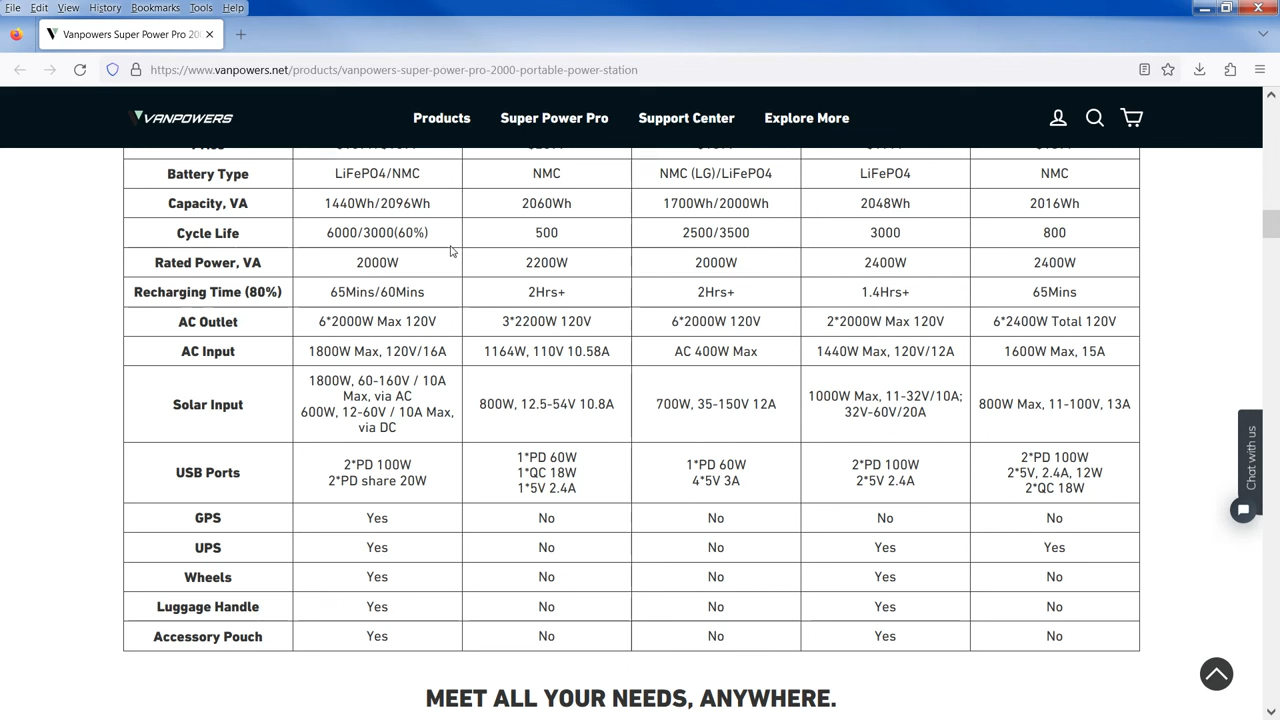 File Edit View History Bookmarks Tools Help
Vanpowers Super Power Pro 200
https://www.vanpowers.net/products/vanpowers-super-power-pro-2000-portable-power-station
VANPOWERS Products Super Power Pro Support Center Explore More
Battery Type LiFePO4/NMC NMC NMC (LG)/LiFePO4 LiFePO4 NMC
Capacity, VA 1440Wh/2096Wh 2060Wh 1700Wh/2000Wh 2048Wh 2016Wh
Cycle Life 6000/3000(60%) 500 2500/3500 3000 800
Rated Power, VA 2000W 2200W 2000W 2400W 2400W
Recharging Time (80%) 65Mins/60Mins 2Hrs+ 2Hrs+ 1.4Hrs+ 65Mins
AC Outlet 6*2000W Max 120V 3*2200W 120V 6*2000W 120V 2*2000W Max 120V 6*2400W Total 120V
AC Input 1800W Max, 120V/16A 1164W, 110V 10.58A AC 400W Max 1440W Max, 120V/12A 1600W Max, 15A
Solar Input
1800W, 60-160V / 10A
Max, via AC
600W, 12-60V / 10A Max,
via DC
800W, 12.5-54V 10.8A
700W, 35-150V 12A
1000W Max, 11-32V/10A;
32V-60V/20A
800W Max, 11-100V, 13A
USB Ports
2*PD 100W
2*PD share 20W
1*PD 60W
1*QC 18W
1*5V 2.4A
1*PD 60W
4*5V 3A
2*PD 100W
2*5V 2.4A
2*PD 100W
2*5V, 2.4A, 12W
2*QC 18W
GPS Yes No No No No
UPS Yes No No Yes Yes
Wheels Yes No No Yes No
Luggage Handle Yes No No Yes No
Accessory Pouch Yes No No Yes No
MEET ALL YOUR NEEDS, ANYWHERE.
Chat with us